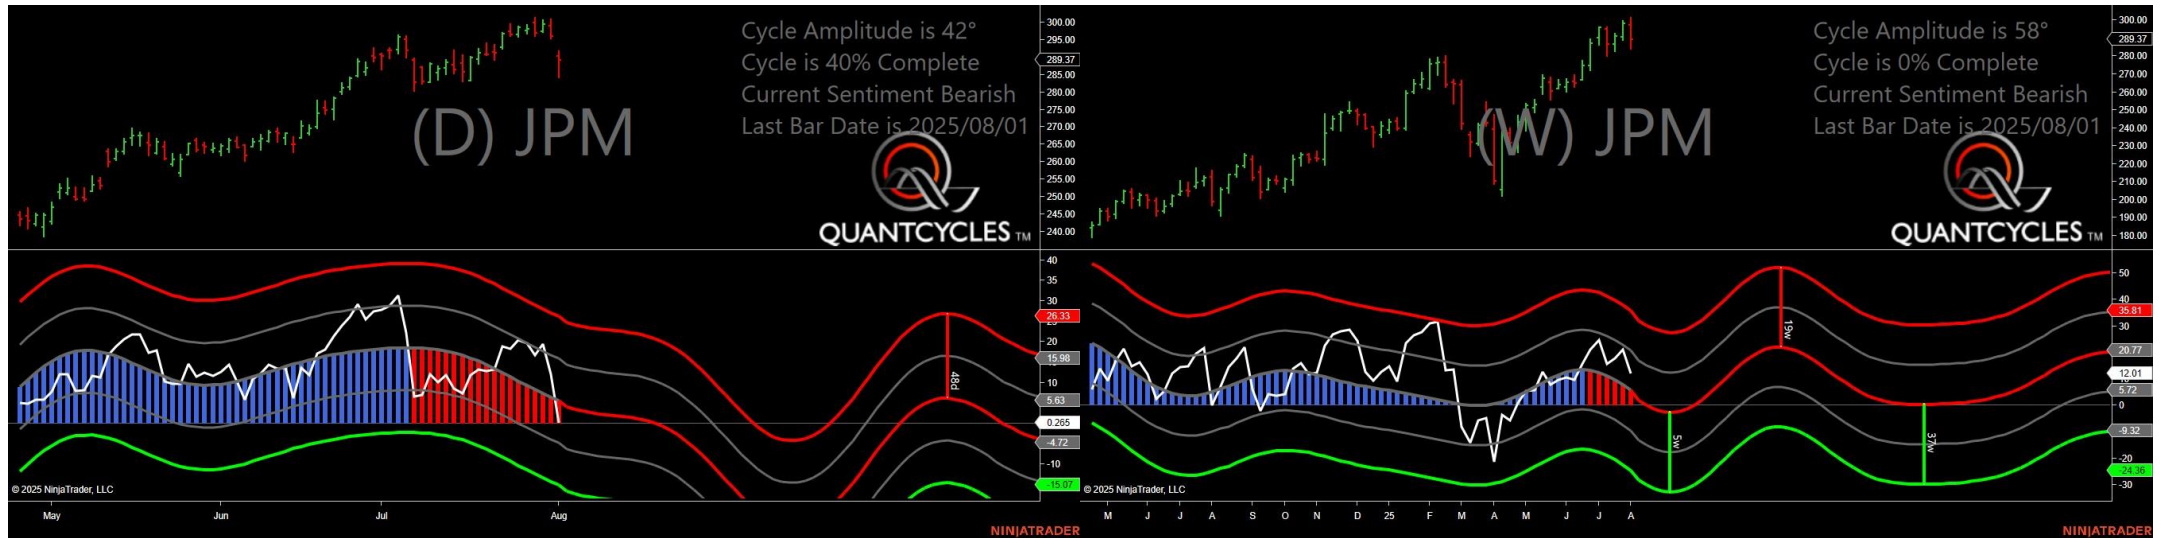 Cycle Amplitude is 42°
Cycle is 40% Complete
Current Sentiment Bearish
Last Bar Date is 2025/08/01
(D) JPM
QUANTCYCLES TM
300.00
295.00
289.37
285.00
280.00
275.00
270.00
265.00
260.00
255.00
250.00
245.00
240.00
40
35
30
26.33
25
20
15.98
10
5.63
0.265
-4.72
-10
-15.07
48d
© 2025 NinjaTrader, LLC
May
Jun
Jul
Aug
NINJATRADER
Cycle Amplitude is 58°
Cycle is 0% Complete
Current Sentiment Bearish
Last Bar Date is 2025/08/01
(W) JPM
QUANTCYCLES TM
300.00
289.37
280.00
270.00
260.00
250.00
240.00
230.00
220.00
210.00
200.00
190.00
180.00
50
40
35.81
30
20.77
12.01
5.72
0
-9.32
-20
-24.36
-30
19w
5w
37w
© 2025 NinjaTrader, LLC
M J J A S O N D 25 F M A M J J A
NINJATRADER